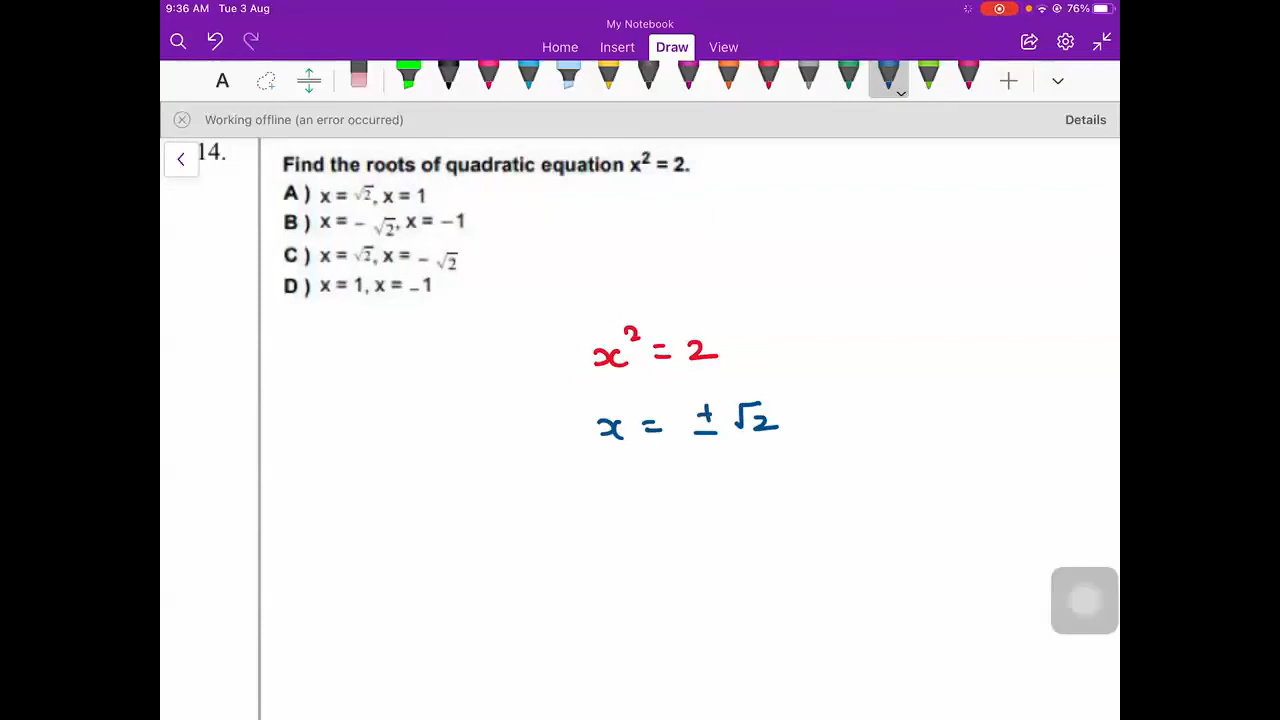 9:36 AM Tue 3 Aug
76%
My Notebook
Home Insert Draw View
A
Working offline (an error occurred) Details
14.
Find the roots of quadratic equation x² = 2.
A ) x = √2, x = 1
B ) x = − √2, x = −1
C ) x = √2, x = − √2
D ) x = 1, x = −1
x² = 2
x = ± √2